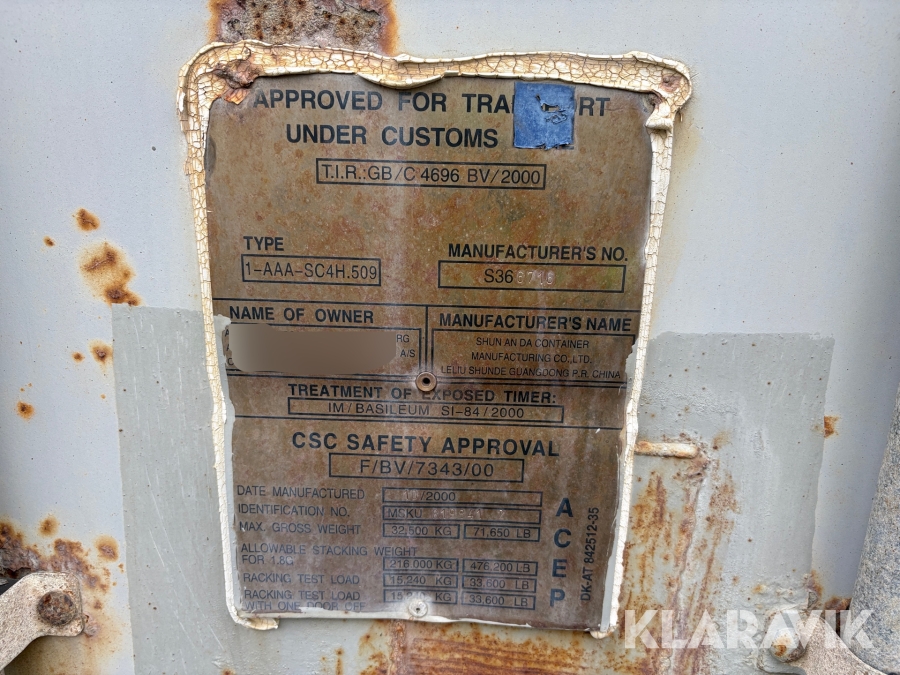 APPROVED FOR
UNDER CUSTOMS
T.I.R.:GB/C 4696 BV/2000
TYPE
1-AAA-SC4H.509
MANUFACTURER'S NO.
S36
NAME OF OWNER
RG
A/S
MANUFACTURER'S NAME
SHUN AN DA CONTAINER
MANUFACTURING CO.,LTD.
LELIU SHUNDE GUANGDONG P.R. CHINA
TREATMENT OF EXPOSED TIMER:
IM/BASILEUM SI-84/2000
CSC SAFETY APPROVAL
F/BV/7343/00
DATE MANUFACTURED /2000
IDENTIFICATION NO. MSKU
MAX. GROSS WEIGHT 32,500 KG 71,650 LB
ALLOWABLE STACKING WEIGHT
FOR 1.8G 216,000 KG 476,200 LB
RACKING TEST LOAD 15,240 KG 33,600 LB
RACKING TEST LOAD 15,240 KG 33,600 LB
WITH ONE DOOR OFF
ACEP
DK-AT 842512-35
KLARAVIK